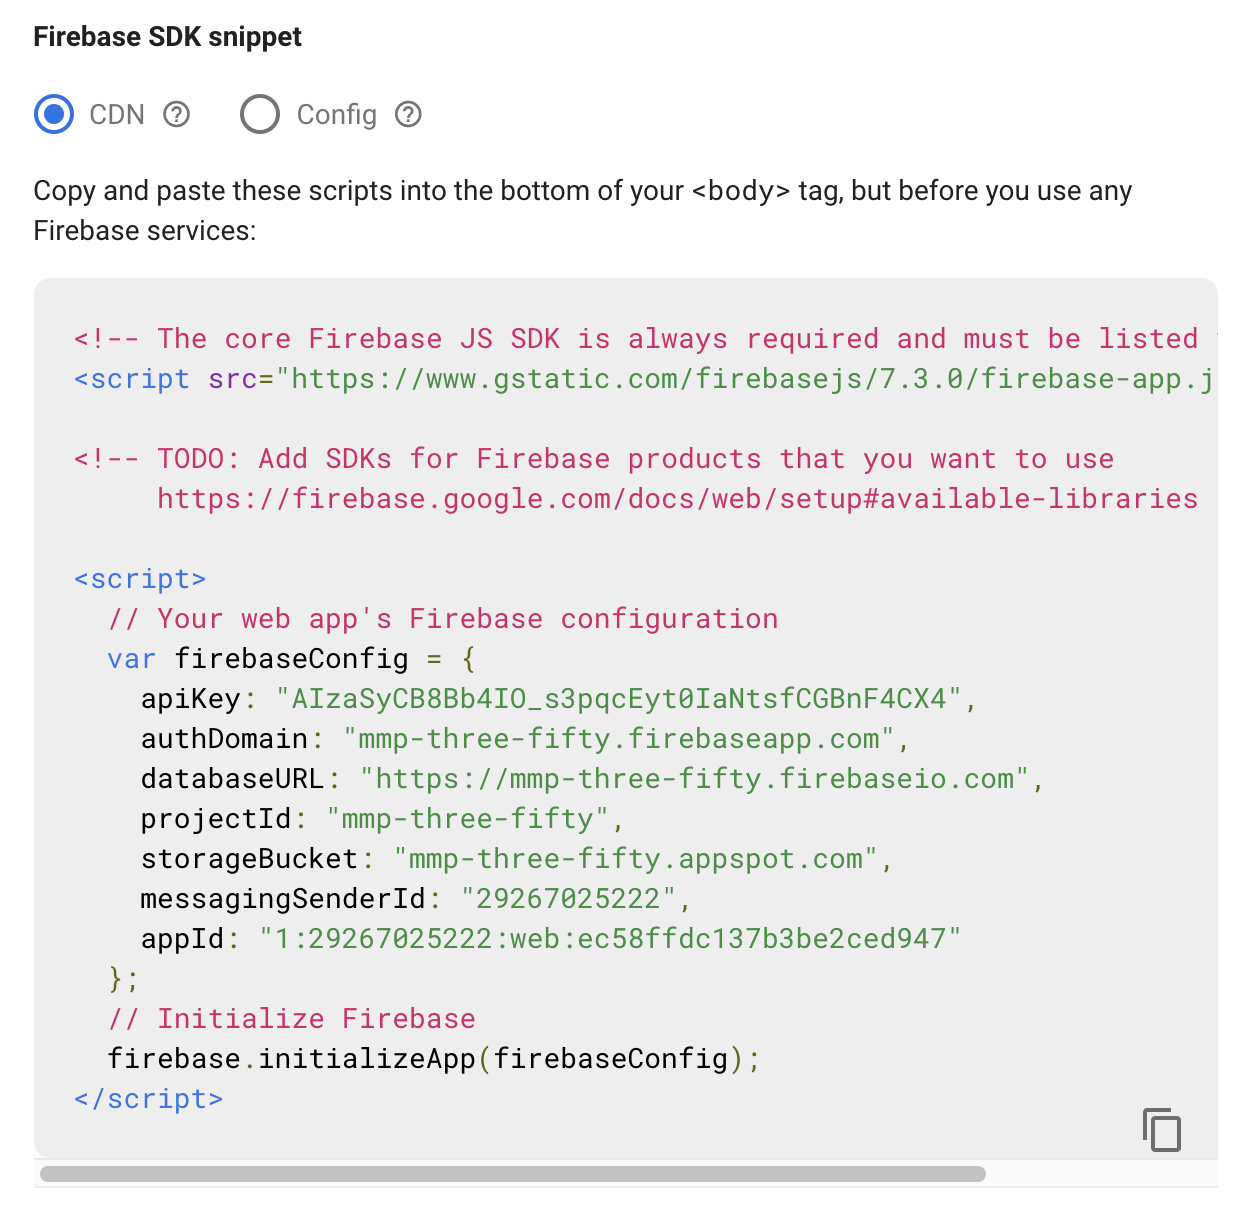 Firebase SDK snippet
CDN ? Config ?
Copy and paste these scripts into the bottom of your <body> tag, but before you use any
Firebase services:
<!-- The core Firebase JS SDK is always required and must be listed
<script src="https://www.gstatic.com/firebasejs/7.3.0/firebase-app.j
<!-- TODO: Add SDKs for Firebase products that you want to use
https://firebase.google.com/docs/web/setup#available-libraries
<script>
// Your web app's Firebase configuration
var firebaseConfig = {
apiKey: "AIzaSyCB8Bb4IO_s3pqcEyt0IaNtsfCGBnF4CX4",
authDomain: "mmp-three-fifty.firebaseapp.com",
databaseURL: "https://mmp-three-fifty.firebaseio.com",
projectId: "mmp-three-fifty",
storageBucket: "mmp-three-fifty.appspot.com",
messagingSenderId: "29267025222",
appId: "1:29267025222:web:ec58ffdc137b3be2ced947"
};
// Initialize Firebase
firebase.initializeApp(firebaseConfig);
</script>